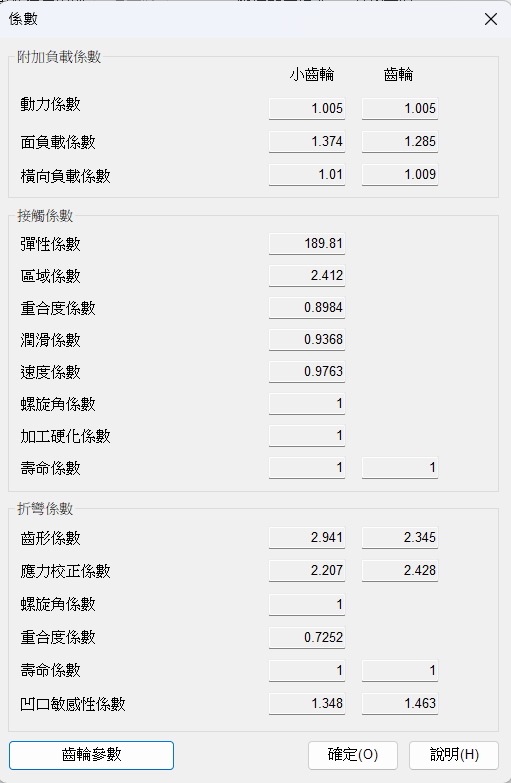 係數
附加負載係數
小齒輪 齒輪
動力係數 1.005 1.005
面負載係數 1.374 1.285
橫向負載係數 1.01 1.009
接觸係數
彈性係數 189.81
區域係數 2.412
重合度係數 0.8984
潤滑係數 0.9368
速度係數 0.9763
螺旋角係數 1
加工硬化係數 1
壽命係數 1 1
折彎係數
齒形係數 2.941 2.345
應力校正係數 2.207 2.428
螺旋角係數 1
重合度係數 0.7252
壽命係數 1 1
凹口敏感性係數 1.348 1.463
齒輪參數 確定(O) 說明(H)